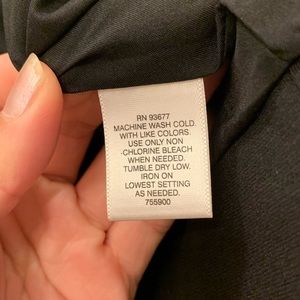 RN 93677
MACHINE WASH COLD.
WITH LIKE COLORS.
USE ONLY NON
-CHLORINE BLEACH
WHEN NEEDED.
TUMBLE DRY LOW.
IRON ON
LOWEST SETTING
AS NEEDED.
755900